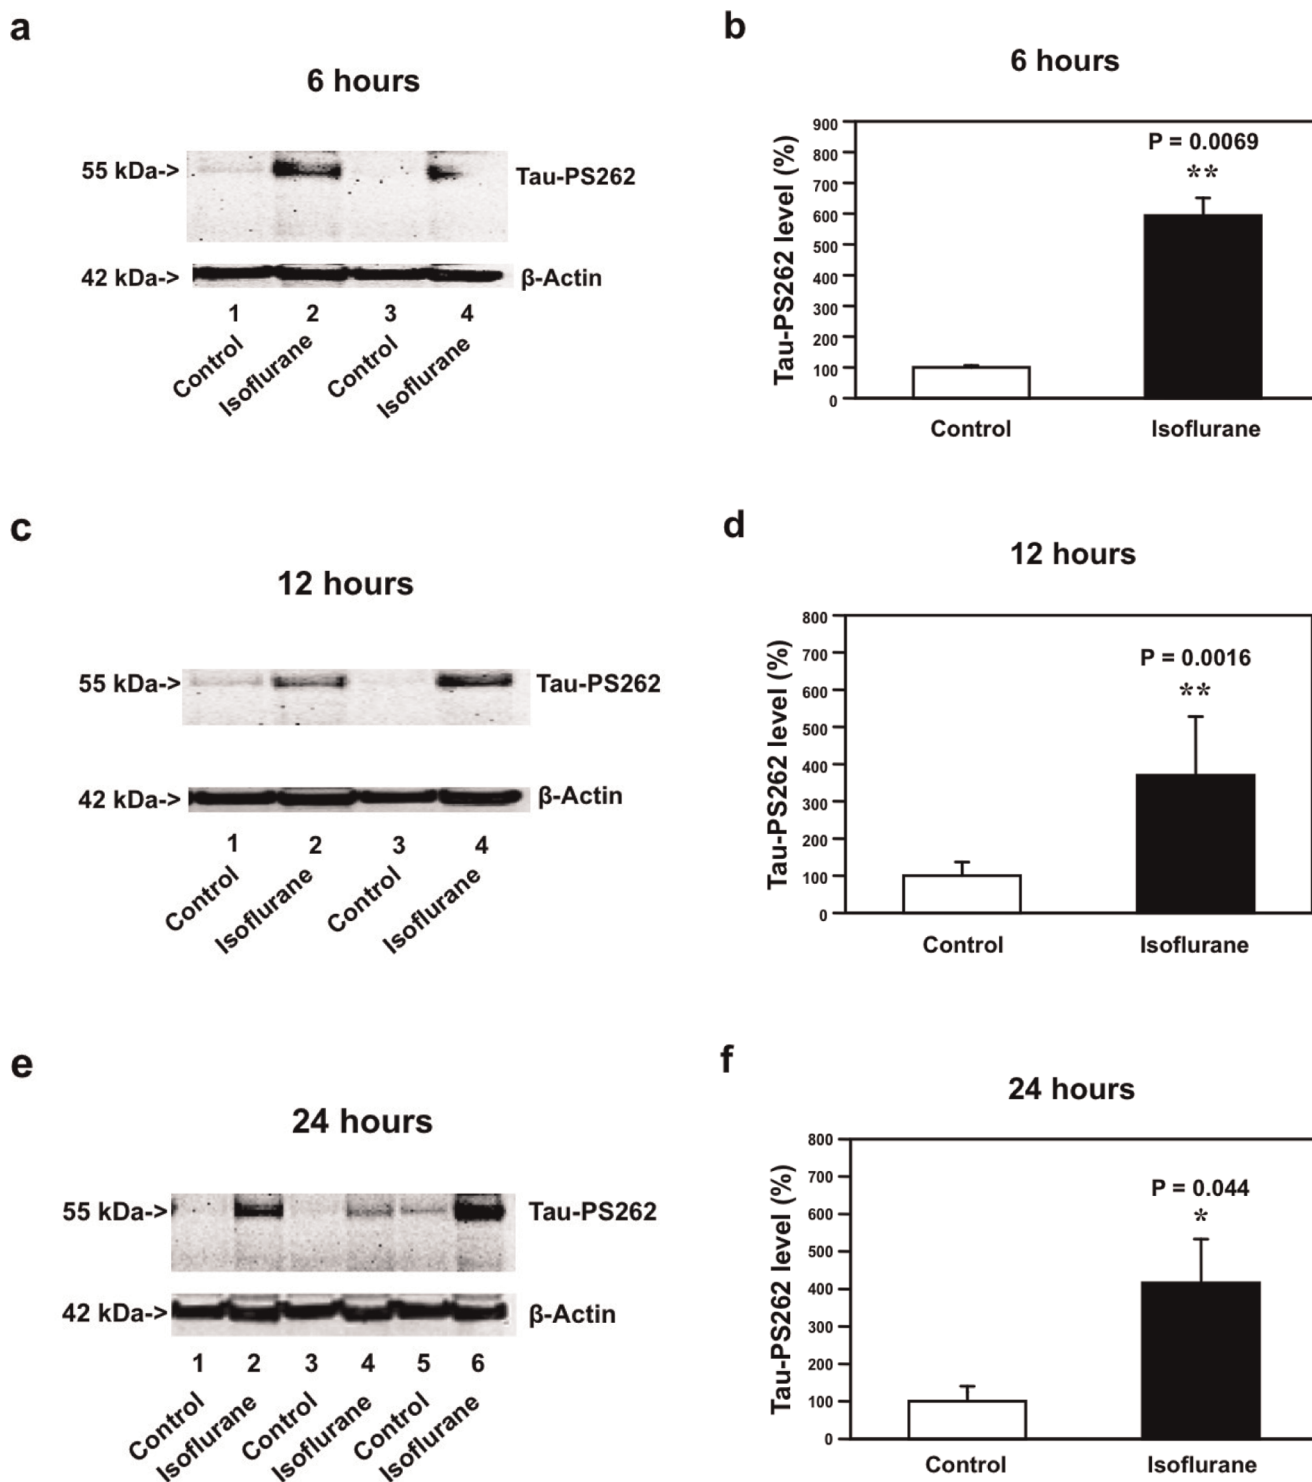 a
6 hours
55 kDa->
Tau-PS262
42 kDa->
β-Actin
1 2 3 4
Control Isoflurane Control Isoflurane
b
6 hours
Tau-PS262 level (%)
900
800
700
600
500
400
300
200
100
0
P = 0.0069
**
Control Isoflurane
c
12 hours
55 kDa->
Tau-PS262
42 kDa->
β-Actin
1 2 3 4
Control Isoflurane Control Isoflurane
d
12 hours
Tau-PS262 level (%)
800
700
600
500
400
300
200
100
0
P = 0.0016
**
Control Isoflurane
e
24 hours
55 kDa->
Tau-PS262
42 kDa->
β-Actin
1 2 3 4 5 6
Control Isoflurane Control Isoflurane Control Isoflurane
f
24 hours
Tau-PS262 level (%)
800
700
600
500
400
300
200
100
0
P = 0.044
*
Control Isoflurane